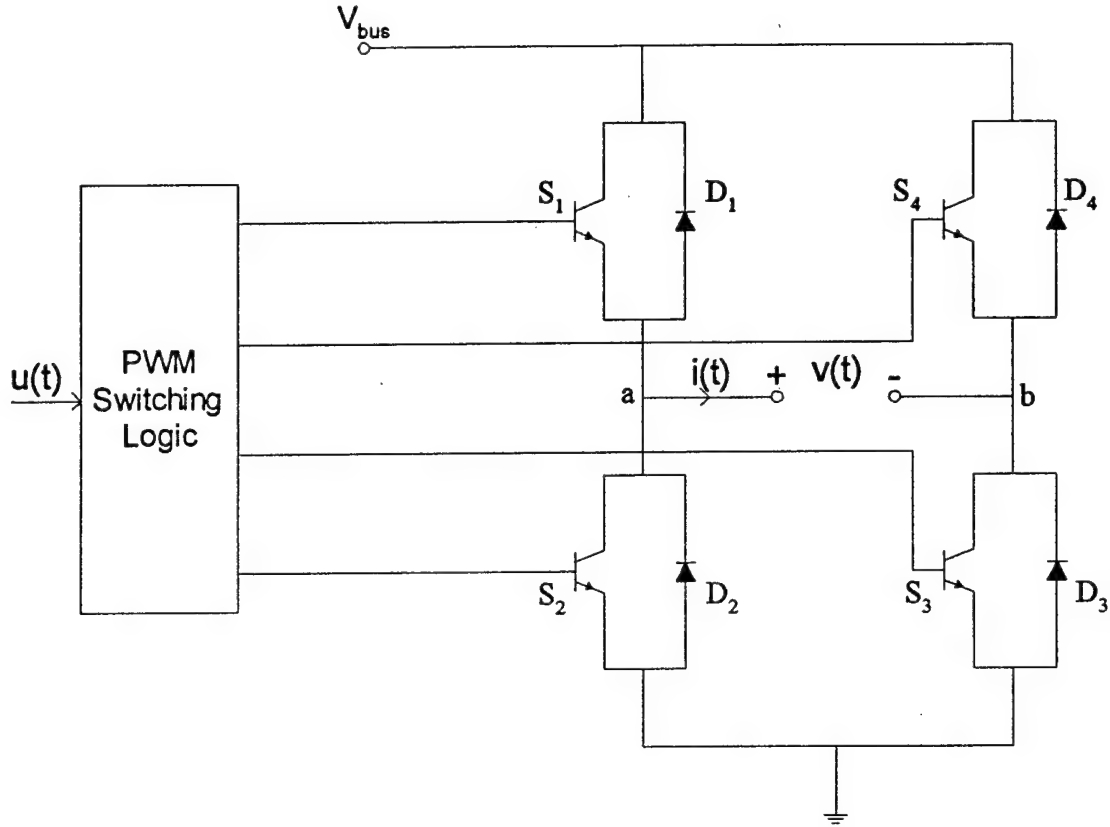 V_bus
S_1
D_1
S_4
D_4
PWM
Switching
Logic
u(t)
a
i(t)
+
v(t)
-
b
S_2
D_2
S_3
D_3